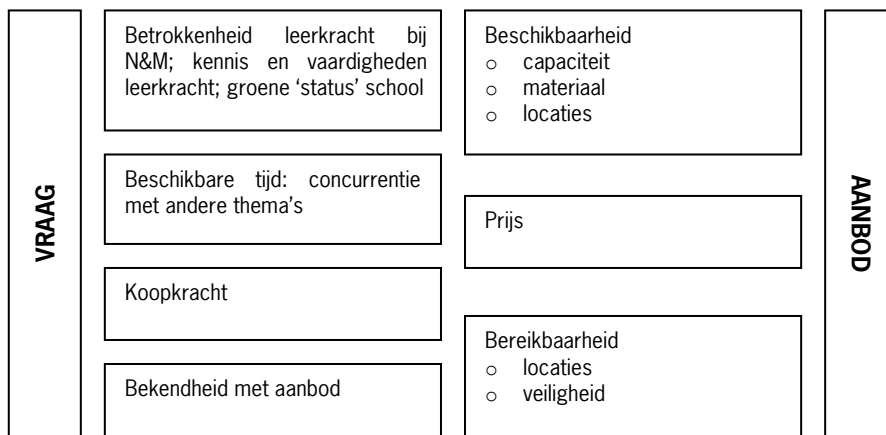 VRAAG
Betrokkenheid leerkracht bij
N&M; kennis en vaardigheden
leerkracht; groene ‘status’ school
Beschikbare tijd: concurrentie
met andere thema’s
Koopkracht
Bekendheid met aanbod
Beschikbaarheid
o capaciteit
o materiaal
o locaties
Prijs
Bereikbaarheid
o locaties
o veiligheid
AANBOD